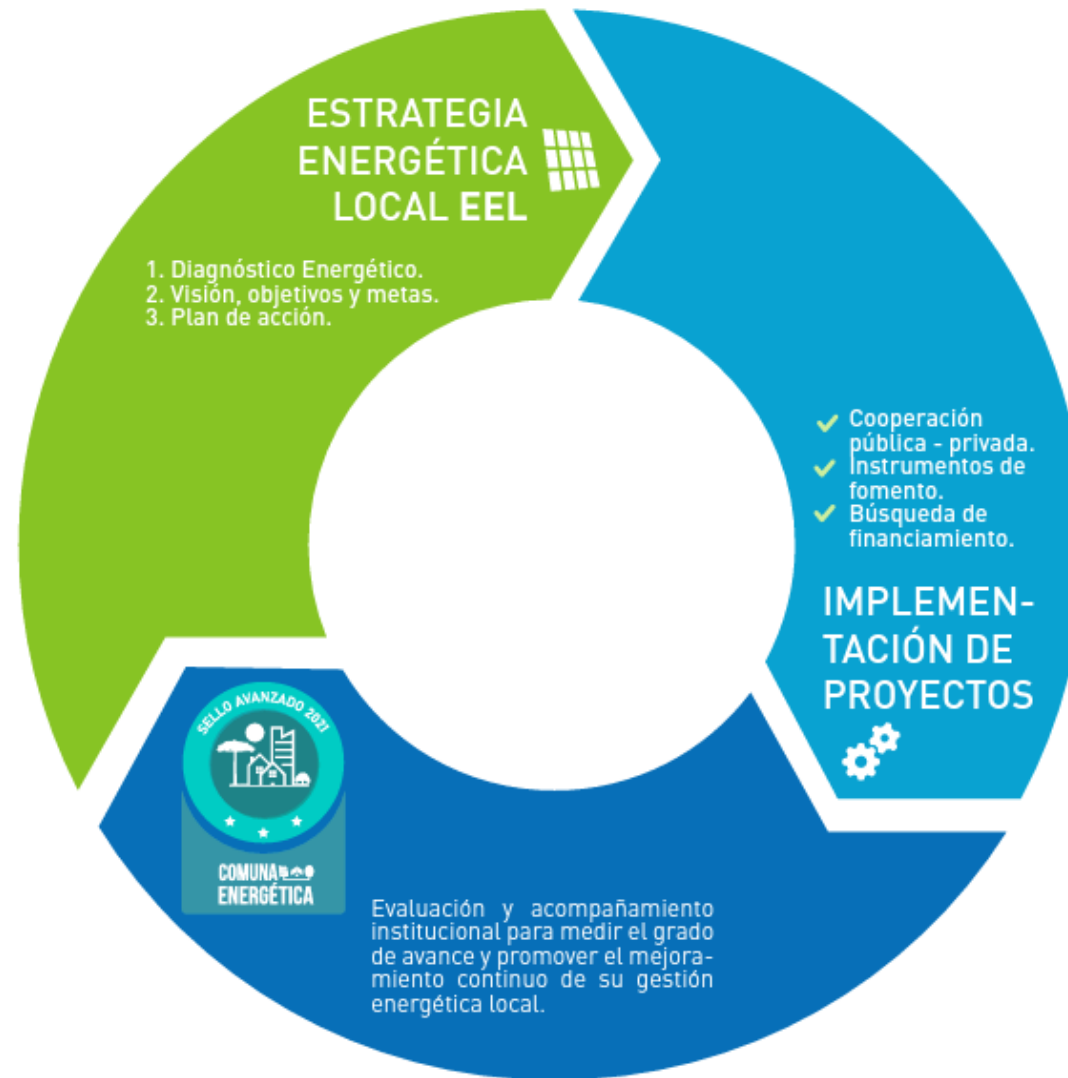 ESTRATEGIA
ENERGÉTICA
LOCAL EEL
1. Diagnóstico Energético.
2. Visión, objetivos y metas.
3. Plan de acción.
Cooperación
pública - privada.
Instrumentos de
fomento.
Búsqueda de
financiamiento.
IMPLEMEN-
TACIÓN DE
PROYECTOS
SELLO AVANZADO 2021
COMUNA
ENERGÉTICA
Evaluación y acompañamiento
institucional para medir el grado
de avance y promover el mejora-
miento continuo de su gestión
energética local.